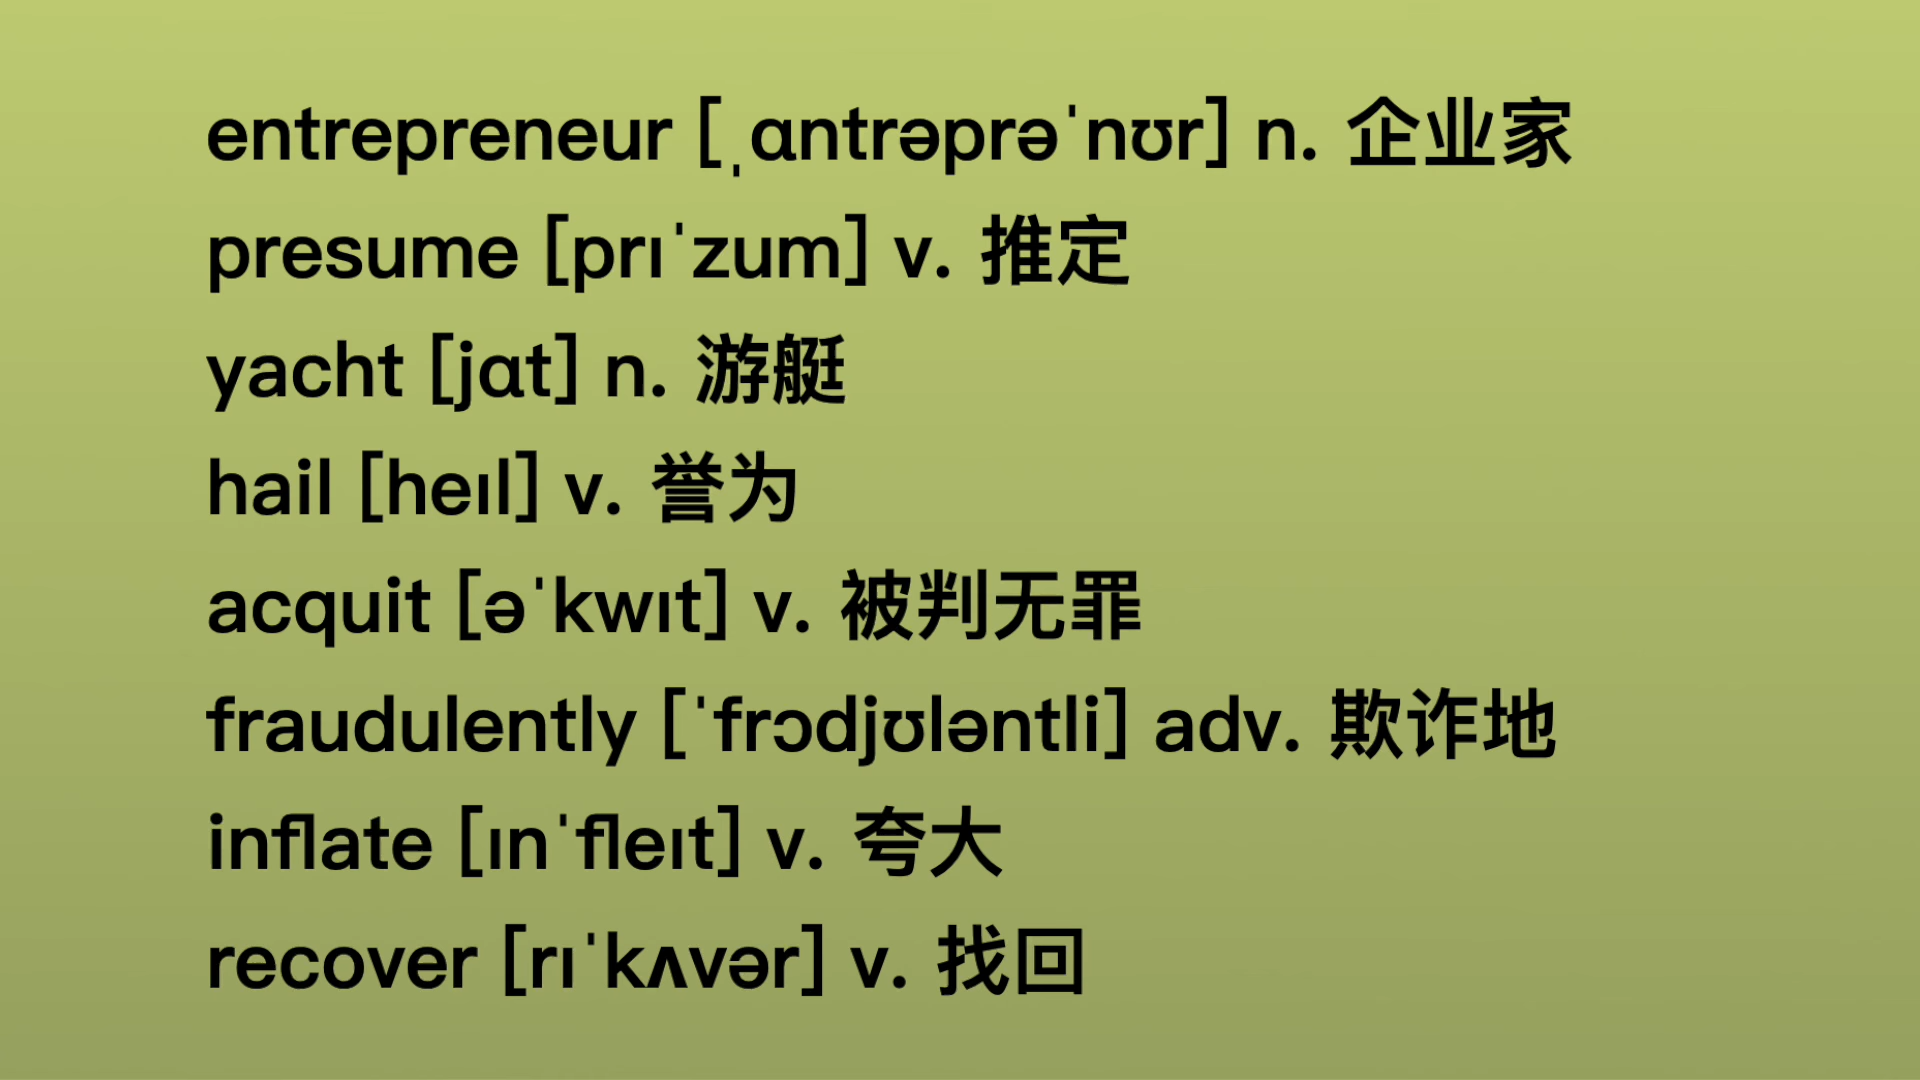 entrepreneur [ˌɑntrəprəˈnʊr] n. 企业家
presume [prɪˈzum] v. 推定
yacht [jɑt] n. 游艇
hail [heɪl] v. 誉为
acquit [əˈkwɪt] v. 被判无罪
fraudulently [ˈfrɔdjʊləntli] adv. 欺诈地
inflate [ɪnˈfleɪt] v. 夸大
recover [rɪˈkʌvər] v. 找回